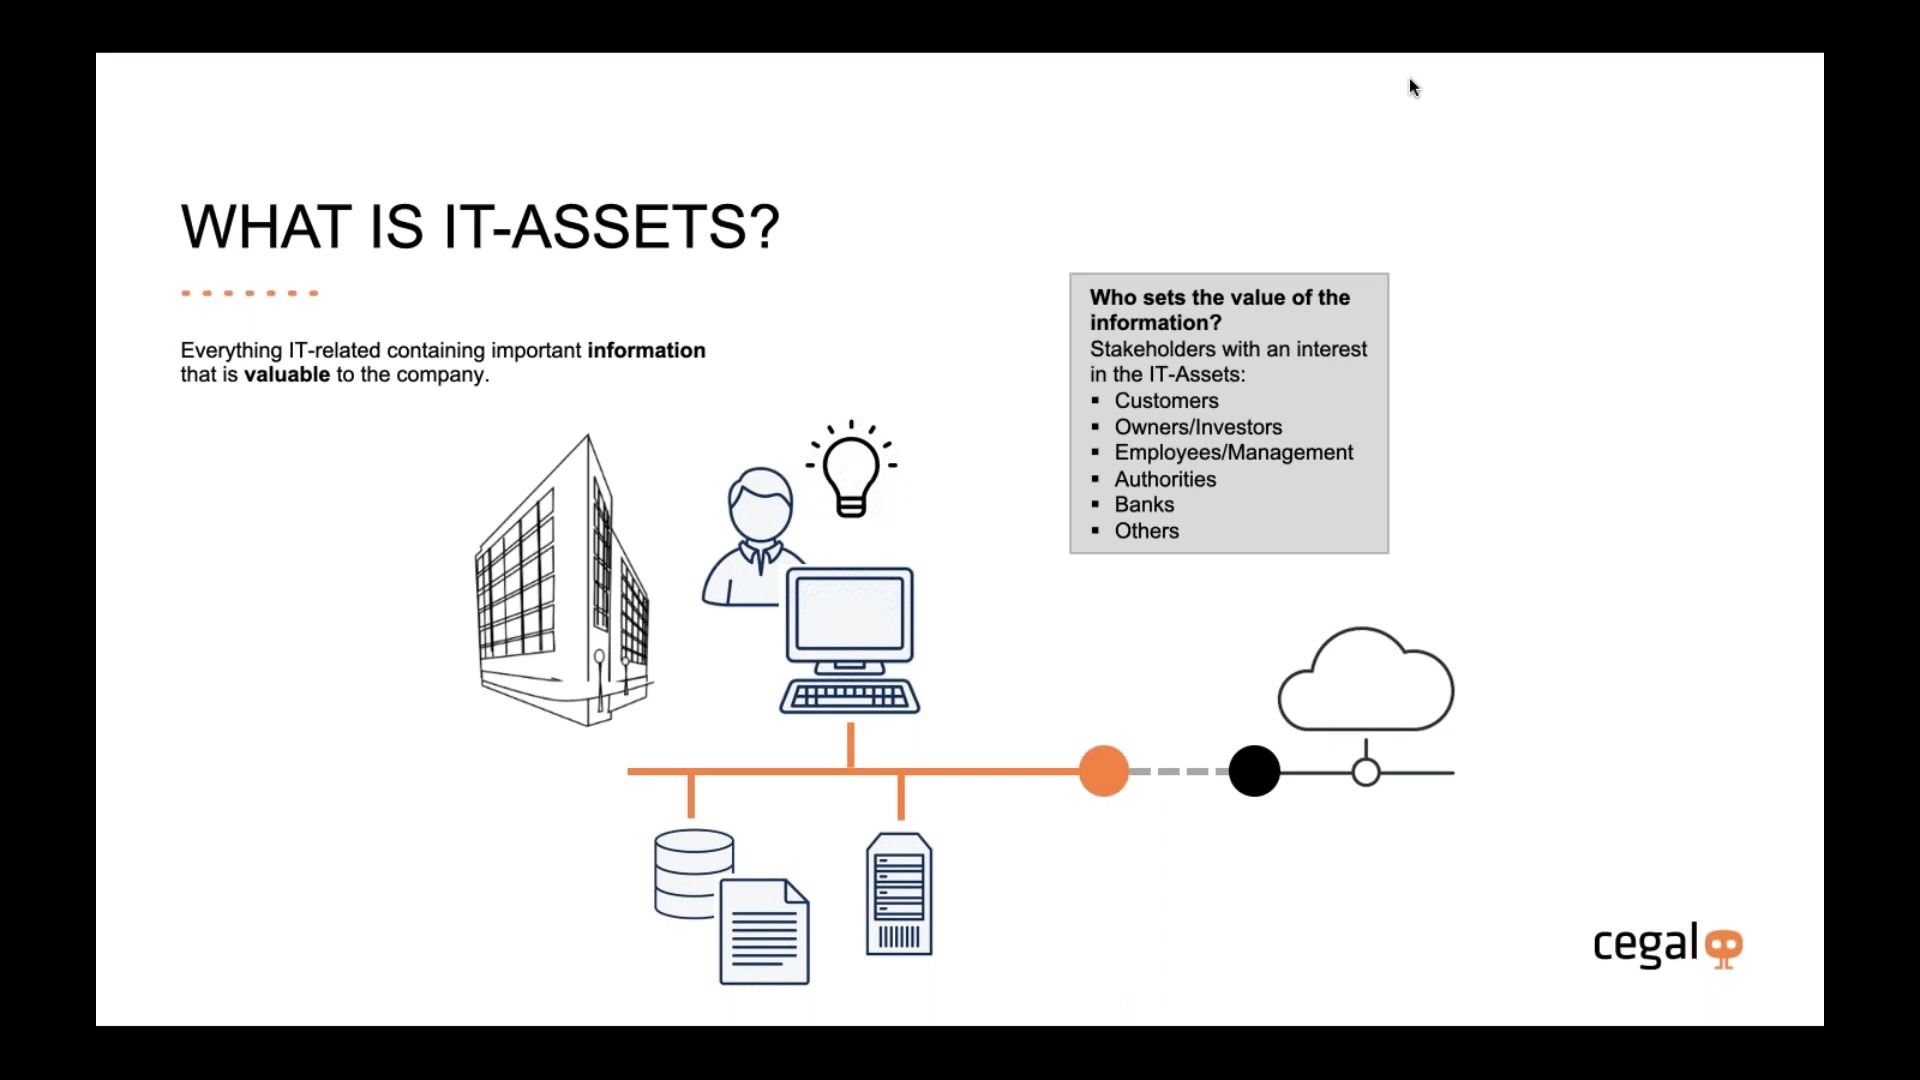 WHAT IS IT-ASSETS?
Everything IT-related containing important information
that is valuable to the company.
Who sets the value of the
information?
Stakeholders with an interest
in the IT-Assets:
▪ Customers
▪ Owners/Investors
▪ Employees/Management
▪ Authorities
▪ Banks
▪ Others
cegal